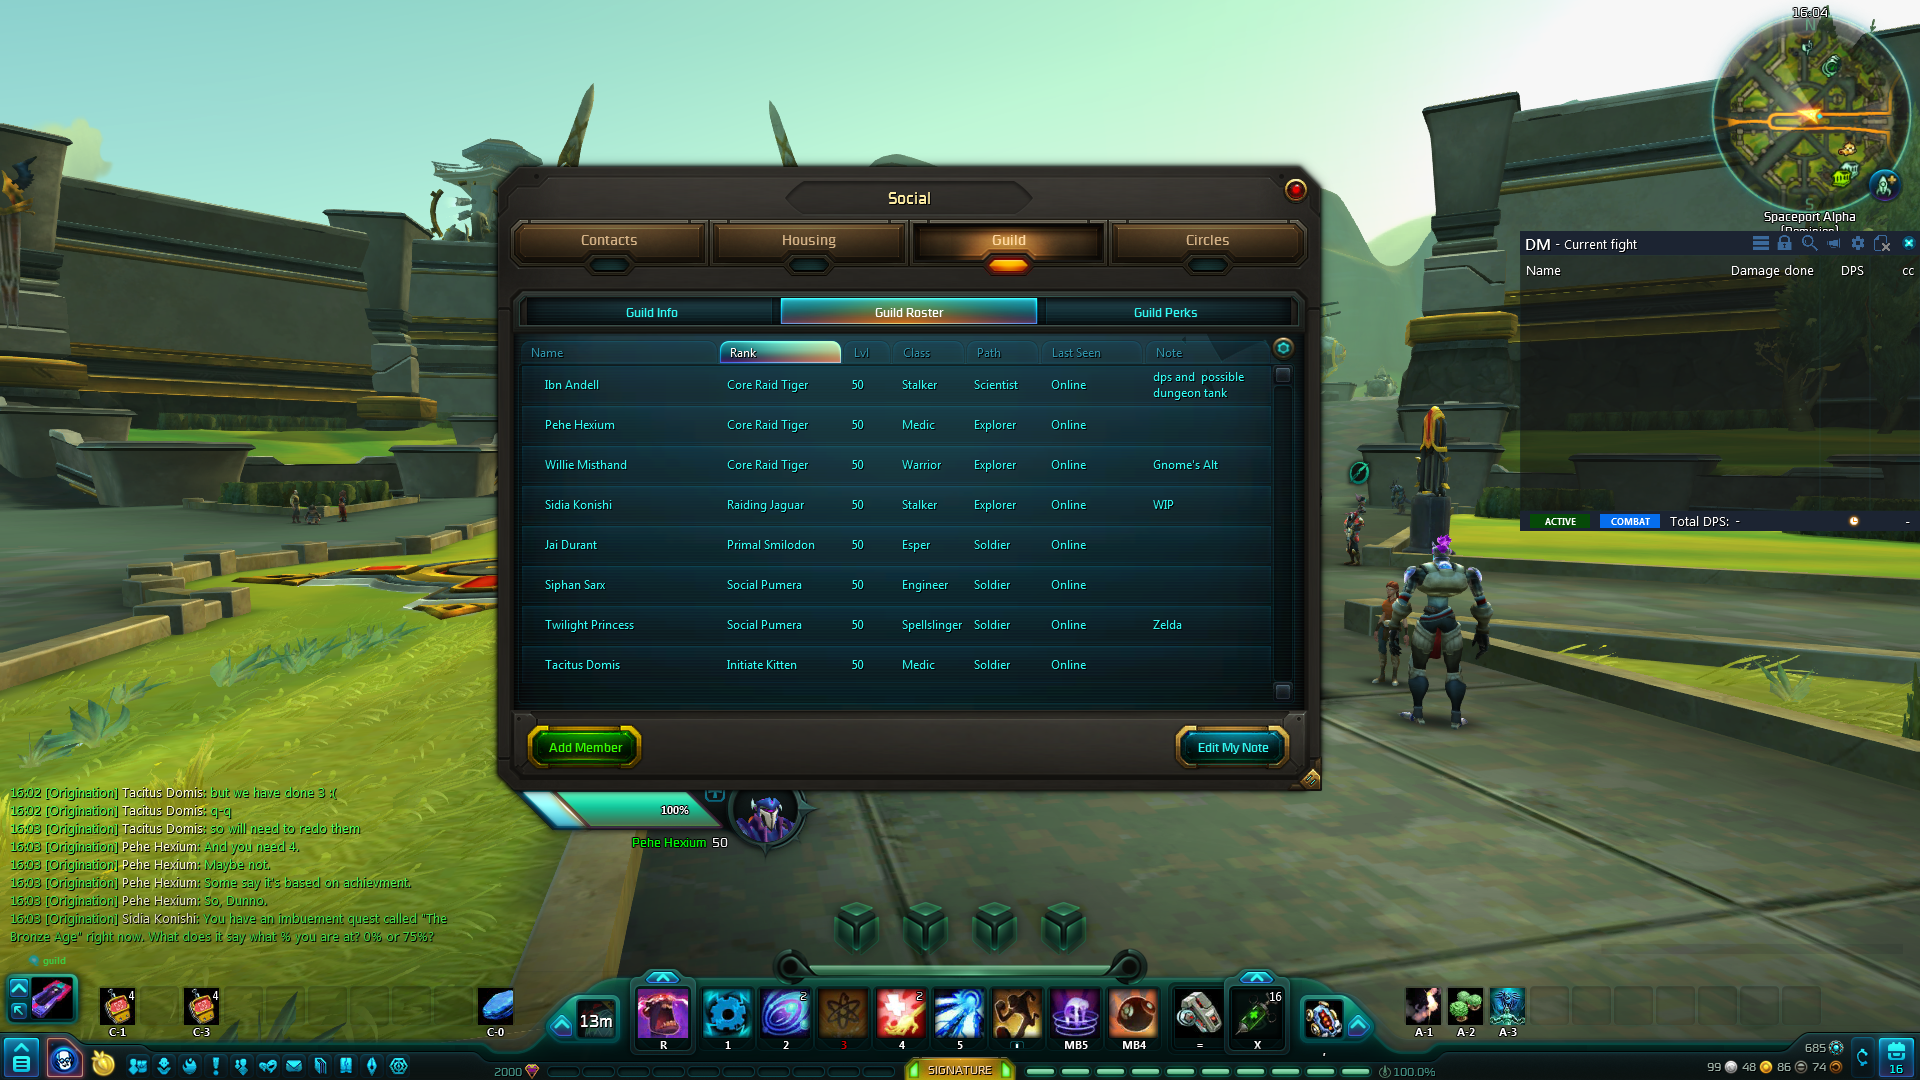 16:04
Spaceport Alpha
Social
Contacts
Housing
Guild
Circles
DM - Current fight
Name Damage done DPS cc
Guild Info
Guild Roster
Guild Perks
Name Rank Lvl Class Path Last Seen Note
Ibn Andell Core Raid Tiger 50 Stalker Scientist Online dps and possible
dungeon tank
Pehe Hexium Core Raid Tiger 50 Medic Explorer Online
Willie Misthand Core Raid Tiger 50 Warrior Explorer Online Gnome's Alt
Sidia Konishi Raiding Jaguar 50 Stalker Explorer Online WIP
Jai Durant Primal Smilodon 50 Esper Soldier Online
Siphan Sarx Social Pumera 50 Engineer Soldier Online
Twilight Princess Social Pumera 50 Spellslinger Soldier Online Zelda
Tacitus Domis Initiate Kitten 50 Medic Soldier Online
ACTIVE COMBAT Total DPS: - -
Add Member
Edit My Note
100%
Pehe Hexium 50
16:02 [Origination] Tacitus Domis: but we have done 3 :(
16:02 [Origination] Tacitus Domis: q-q
16:03 [Origination] Tacitus Domis: so will need to redo them
16:03 [Origination] Pehe Hexium: And you need 4.
16:03 [Origination] Pehe Hexium: Maybe not.
16:03 [Origination] Pehe Hexium: Some say it's based on achievment.
16:03 [Origination] Pehe Hexium: So, Dunno.
16:03 [Origination] Sidia Konishi: You have an imbuement quest called "The
Bronze Age" right now. What does it say what % you are at? 0% or 75%?
guild
4 4 2 2 16
13m
C-1 C-3 C-0 R 1 2 3 4 5 MB5 MB4 = X A-1 A-2 A-3
2000
SIGNATURE
100.0%
685
99 48 86 74
16